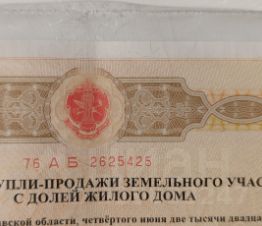 76 АБ 2625425
УПЛИ-ПРОДАЖИ ЗЕМЕЛЬНОГО УЧАС
С ДОЛЕЙ ЖИЛОГО ДОМА
вской области, четвёртого июня две тысячи двадца